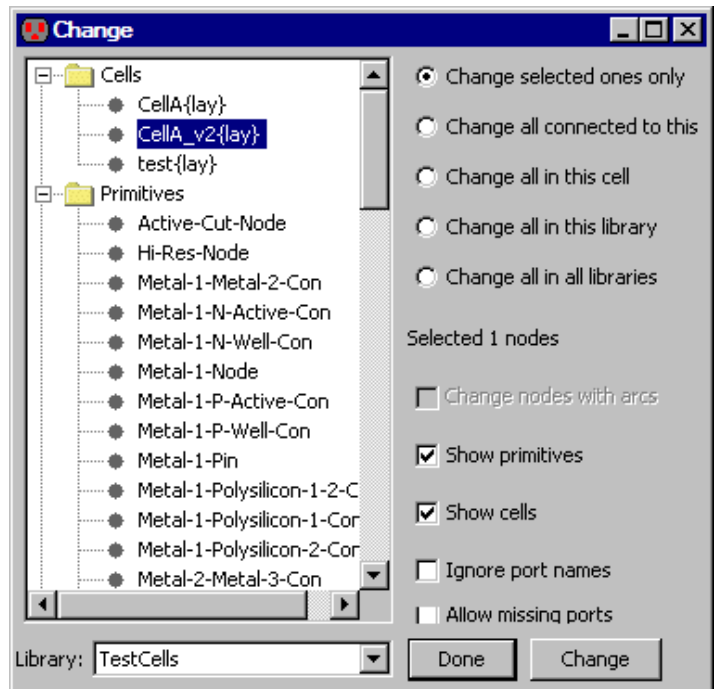 Change
Cells
CellA{lay}
CellA_v2{lay}
test{lay}
Primitives
Active-Cut-Node
Hi-Res-Node
Metal-1-Metal-2-Con
Metal-1-N-Active-Con
Metal-1-N-Well-Con
Metal-1-Node
Metal-1-P-Active-Con
Metal-1-P-Well-Con
Metal-1-Pin
Metal-1-Polysilicon-1-2-C
Metal-1-Polysilicon-1-Cor
Metal-1-Polysilicon-2-Cor
Metal-2-Metal-3-Con
Change selected ones only
Change all connected to this
Change all in this cell
Change all in this library
Change all in all libraries
Selected 1 nodes
Change nodes with arcs
Show primitives
Show cells
Ignore port names
Allow missing ports
Library: TestCells
Done
Change